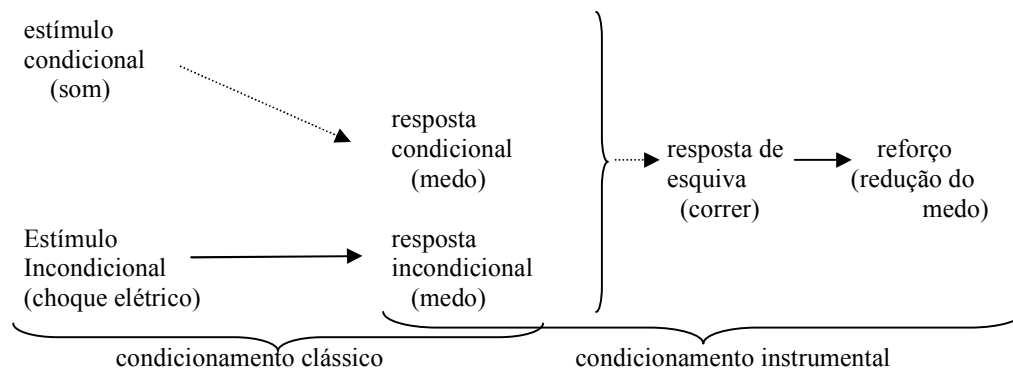 estímulo
condicional
(som)
resposta
condicional
(medo)
Estímulo
Incondicional
(choque elétrico)
resposta
incondicional
(medo)
resposta de
esquiva
(correr)
reforço
(redução do
medo)
condicionamento clássico
condicionamento instrumental